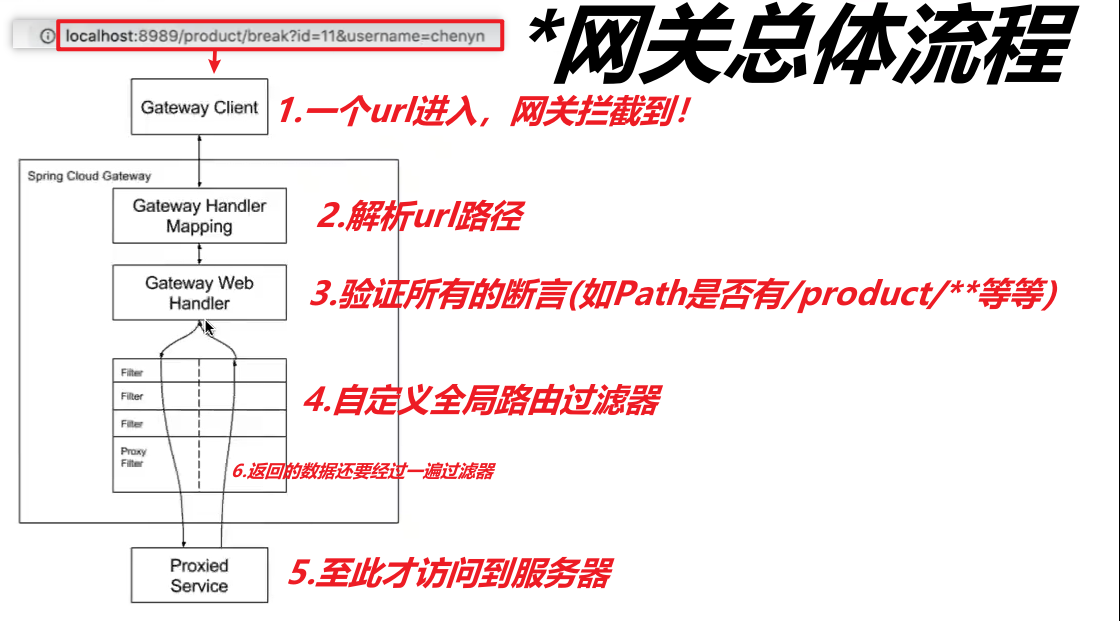 *网关总体流程
localhost:8989/product/break?id=11&username=chenyn
Gateway Client
1.一个url进入，网关拦截到！
Spring Cloud Gateway
Gateway Handler
Mapping
2.解析url路径
Gateway Web
Handler
3.验证所有的断言(如Path是否有/product/**等等)
Filter
Filter
Filter
4.自定义全局路由过滤器
Proxy
Filter
6.返回的数据还要经过一遍过滤器
Proxied
Service
5.至此才访问到服务器